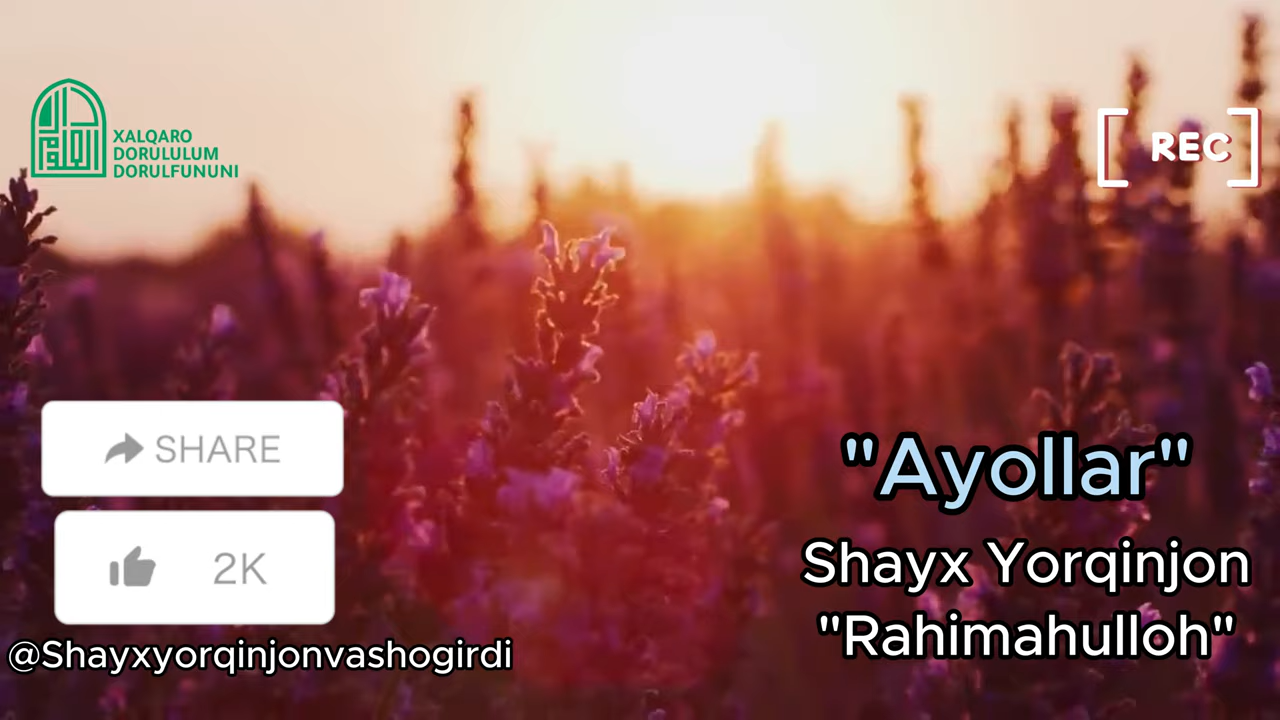 XALQARO
DORULULUM
DORULFUNUNI
REC
SHARE
2K
@Shayxyorqinjonvashogirdi
"Ayollar"
Shayx Yorqinjon
"Rahimahulloh"